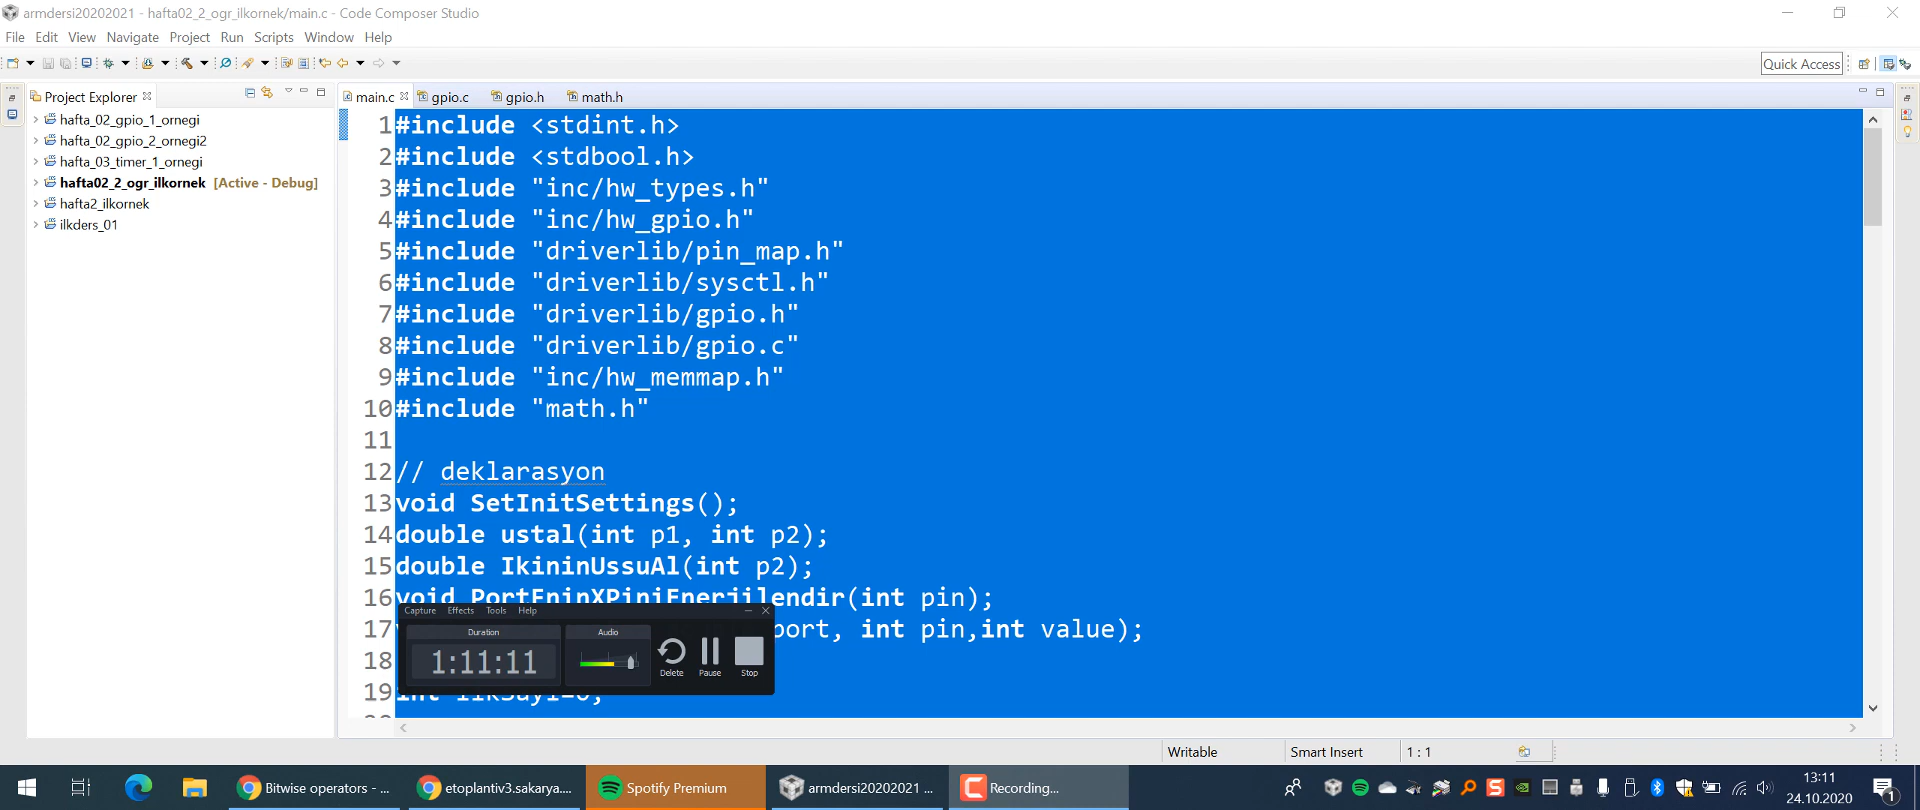 armdersi20202021 - hafta02_2_ogr_ilkornek/main.c - Code Composer Studio
File Edit View Navigate Project Run Scripts Window Help
Quick Access
Project Explorer
main.c gpio.c gpio.h math.h
hafta_02_gpio_1_ornegi
hafta_02_gpio_2_ornegi2
hafta_03_timer_1_ornegi
hafta02_2_ogr_ilkornek [Active - Debug]
hafta2_ilkornek
ilkders_01
1 #include <stdint.h>
2 #include <stdbool.h>
3 #include "inc/hw_types.h"
4 #include "inc/hw_gpio.h"
5 #include "driverlib/pin_map.h"
6 #include "driverlib/sysctl.h"
7 #include "driverlib/gpio.h"
8 #include "driverlib/gpio.c"
9 #include "inc/hw_memmap.h"
10 #include "math.h"
11
12 // deklarasyon
13 void SetInitSettings();
14 double ustal(int p1, int p2);
15 double IkininUssuAl(int p2);
16 void PortFninXPiniEnerjilendir(int pin);
17 port, int pin,int value);
18
19 int ilksayi=0;
Capture Effects Tools Help
Duration
1:11:11
Audio
Delete Pause Stop
Writable Smart Insert 1 : 1
Bitwise operators - ...
etoplantiv3.sakarya....
Spotify Premium
armdersi20202021 ...
Recording...
13:11
24.10.2020
1